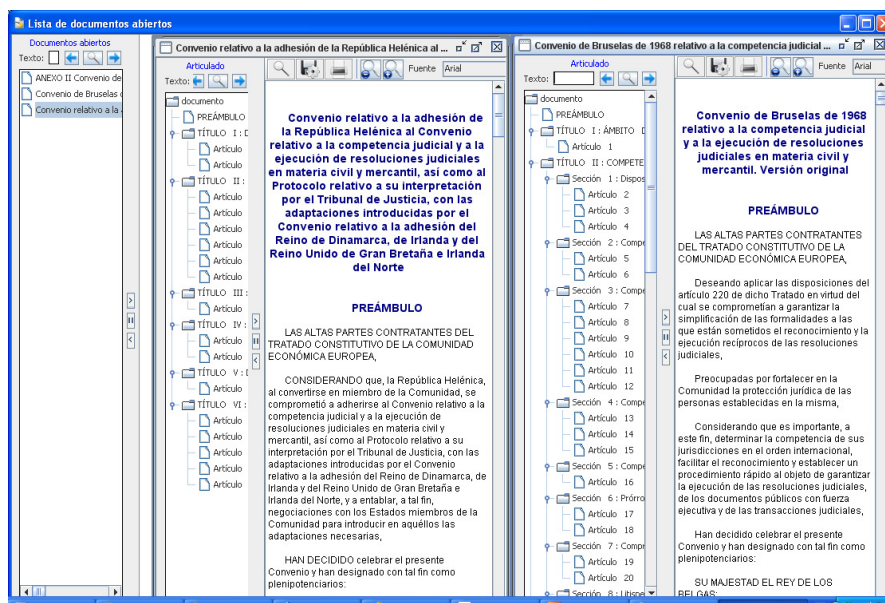 Lista de documentos abiertos
Documentos abiertos
Texto:
ANEXO II Convenio de
Convenio de Bruselas
Convenio relativo a la
Convenio relativo a la adhesión de la República Helénica al ...
Articulado
Texto:
Fuente Arial
documento
PREÁMBULO
TÍTULO I :
Artículo
Artículo
TÍTULO II :
Artículo
Artículo
Artículo
Artículo
Artículo
Artículo
TÍTULO III :
Artículo
TÍTULO IV :
Artículo
Artículo
TÍTULO V :
Artículo
TÍTULO VI :
Artículo
Artículo
Artículo
Artículo
Artículo
Convenio relativo a la adhesión de
la República Helénica al Convenio
relativo a la competencia judicial y a la
ejecución de resoluciones judiciales
en materia civil y mercantil, así como al
Protocolo relativo a su interpretación
por el Tribunal de Justicia, con las
adaptaciones introducidas por el
Convenio relativo a la adhesión del
Reino de Dinamarca, de Irlanda y del
Reino Unido de Gran Bretaña e Irlanda
del Norte
PREÁMBULO
LAS ALTAS PARTES CONTRATANTES DEL
TRATADO CONSTITUTIVO DE LA COMUNIDAD
ECONÓMICA EUROPEA,
CONSIDERANDO que, la República Helénica,
al convertirse en miembro de la Comunidad, se
comprometió a adherirse al Convenio relativo a la
competencia judicial y a la ejecución de
resoluciones judiciales en materia civil y
mercantil, así como al Protocolo relativo a su
interpretación por el Tribunal de Justicia, con las
adaptaciones introducidas por el Convenio
relativo a la adhesión del Reino de Dinamarca, de
Irlanda y del Reino Unido de Gran Bretaña e
Irlanda del Norte, y a entablar, a tal fin,
negociaciones con los Estados miembros de la
Comunidad para introducir en aquéllos las
adaptaciones necesarias,
HAN DECIDIDO celebrar el presente
Convenio y han designado con tal fin como
plenipotenciarios:
Convenio de Bruselas de 1968 relativo a la competencia judicial ...
Articulado
Texto:
Fuente Arial
documento
PREÁMBULO
TÍTULO I : ÁMBITO
Artículo 1
TÍTULO II : COMPETE
Sección 1 : Dispos
Artículo 2
Artículo 3
Artículo 4
Sección 2 : Compe
Artículo 5
Artículo 6
Sección 3 : Compe
Artículo 7
Artículo 8
Artículo 9
Artículo 10
Artículo 11
Artículo 12
Sección 4 : Compe
Artículo 13
Artículo 14
Artículo 15
Sección 5 : Compe
Artículo 16
Sección 6 : Prórro
Artículo 17
Artículo 18
Sección 7 : Compr
Artículo 19
Artículo 20
Sección 8 : Litispe
Convenio de Bruselas de 1968
relativo a la competencia judicial
y a la ejecución de resoluciones
judiciales en materia civil y
mercantil. Versión original
PREÁMBULO
LAS ALTAS PARTES CONTRATANTES
DEL TRATADO CONSTITUTIVO DE LA
COMUNIDAD ECONÓMICA EUROPEA,
Deseando aplicar las disposiciones del
artículo 220 de dicho Tratado en virtud del
cual se comprometían a garantizar la
simplificación de las formalidades a las
que están sometidos el reconocimiento y la
ejecución recíprocos de las resoluciones
judiciales,
Preocupadas por fortalecer en la
Comunidad la protección jurídica de las
personas establecidas en la misma,
Considerando que es importante, a
este fin, determinar la competencia de sus
jurisdicciones en el orden internacional,
facilitar el reconocimiento y establecer un
procedimiento rápido al objeto de garantizar
la ejecución de las resoluciones judiciales,
de los documentos públicos con fuerza
ejecutiva y de las transacciones judiciales,
Han decidido celebrar el presente
Convenio y han designado con tal fin como
plenipotenciarios:
SU MAJESTAD EL REY DE LOS
BELGAS: